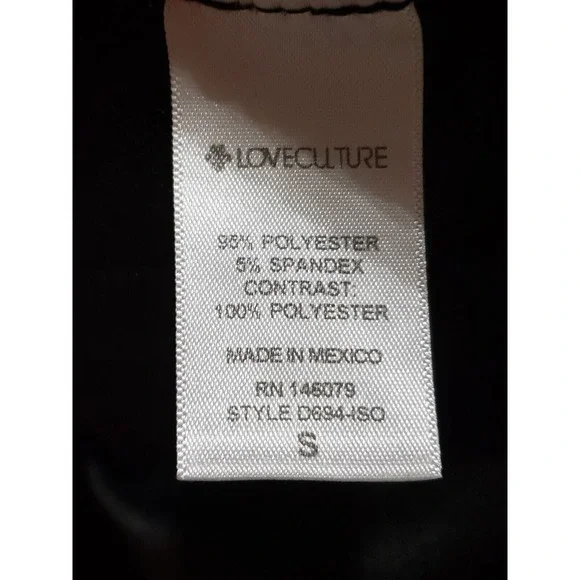 LOVECULTURE
95% POLYESTER
5% SPANDEX
CONTRAST:
100% POLYESTER
MADE IN MEXICO
RN 146079
STYLE D694-ISO
S